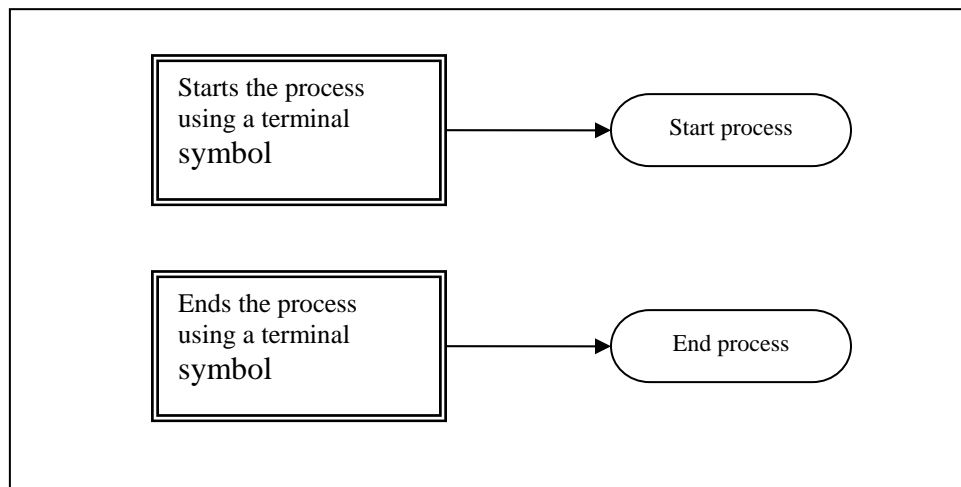 Starts the process
using a terminal
symbol
Start process
Ends the process
using a terminal
symbol
End process